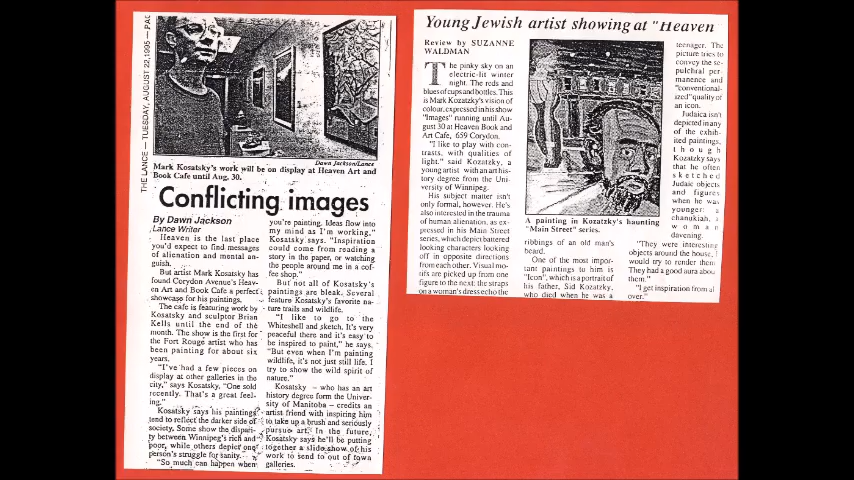 THE LANCE — TUESDAY, AUGUST 22, 1995 — PAG
Dawn Jackson/Lance
Mark Kosatsky's work will be on display at Heaven Art and
Book Cafe until Aug. 30.
Conflicting images
By Dawn Jackson
Lance Writer
Heaven is the last place
you'd expect to find messages
of alienation and mental an-
guish.
But artist Mark Kosatsky has
found Corydon Avenue's Heav-
en Art and Book Cafe a perfect
showcase for his paintings.
The cafe is featuring work by
Kosatsky and sculptor Brian
Kells until the end of the
month. The show is the first for
the Fort Rouge artist who has
been painting for about six
years.
"I've had a few pieces on
display at other galleries in the
city," says Kosatsky. "One sold
recently. That's a great feel-
ing."
Kosatsky says his paintings
tend to reflect the darker side of
society. Some show the dispari-
ty between Winnipeg's rich and
poor, while others depict one
person's struggle for sanity.
"So much can happen when
you're painting. Ideas flow into
my mind as I'm working,"
Kosatsky says. "Inspiration
could come from reading a
story in the paper, or watching
the people around me in a cof-
fee shop."
But not all of Kosatsky's
paintings are bleak. Several
feature Kosatsky's favorite na-
ture trails and wildlife.
"I like to go to the
Whiteshell and sketch. It's very
peaceful there and it's easy to
be inspired to paint," he says.
"But even when I'm painting
wildlife, it's not just still life. I
try to show the wild spirit of
nature."
Kosatsky – who has an art
history degree form the Univer-
sity of Manitoba – credits an
artist friend with inspiring him
to take up a brush and seriously
pursue art. In the future,
Kosatsky says he'll be putting
together a slide show of his
work to send to out of town
galleries.
Young Jewish artist showing at "Heaven
Review by SUZANNE
WALDMAN
The pinky sky on an
electric-lit winter
night. The reds and
blues of cups and bottles. This
is Mark Kozatzky's vision of
colour, expressed in his show
"Images" running until Au-
gust 30 at Heaven Book and
Art Cafe, 659 Corydon.
"I like to play with con-
trasts, with qualities of
light." said Kozatzky, a
young artist with an art his-
tory degree from the Uni-
versity of Winnipeg.
His subject matter isn't
only formal, however. He's
also interested in the trauma
of human alienation, as ex-
pressed in his Main Street
series, which depict battered
looking characters looking
off in opposite directions
from each other. Visual mo-
tifs are picked up from one
figure to the next: the straps
on a woman's dress echo the
A painting in Kozatzky's haunting
"Main Street" series.
ribbings of an old man's
beard.
One of the most impor-
tant paintings to him is
"Icon", which is a portrait of
his father, Sid Kozatzky,
who died when he was a
teenager. The
picture tries to
convey the se-
pulchral per-
manence and
"conventional-
ized" quality of
an icon.
Judaica isn't
depicted in any
of the exhib-
ited paintings,
though
Kozatzky says
that he often
sketched
Judaic objects
and figures
when he was
younger: a
chanukiah, a
woman
davening.
"They were interesting
objects around the house, I
would try to render them.
They had a good aura about
them."
"I get inspiration from al
over."